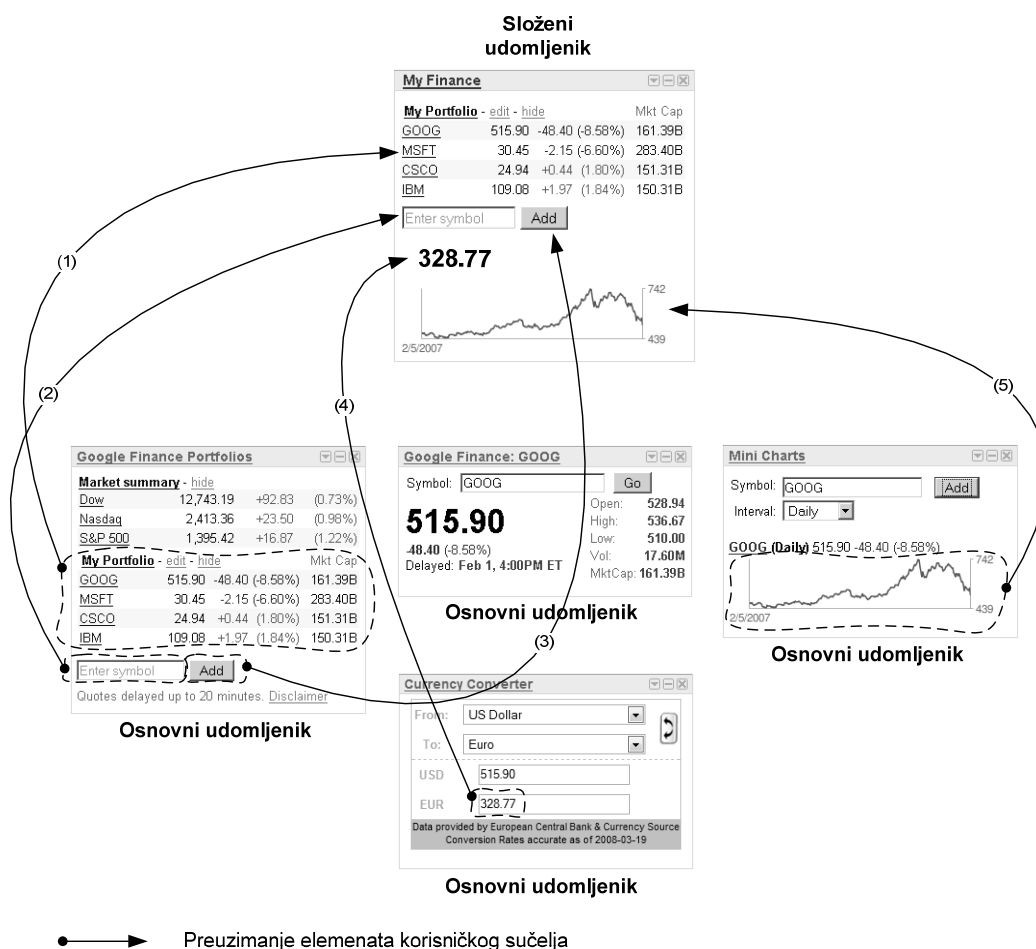 Složeni
udomljenik
My Finance
My Portfolio - edit - hide Mkt Cap
GOOG 515.90 -48.40 (-8.58%) 161.39B
MSFT 30.45 -2.15 (-6.60%) 283.40B
CSCO 24.94 +0.44 (1.80%) 151.31B
IBM 109.08 +1.97 (1.84%) 150.31B
Enter symbol Add
328.77
742
439
2/5/2007
(1)
(2)
(4)
(5)
Google Finance Portfolios
Market summary - hide
Dow 12,743.19 +92.83 (0.73%)
Nasdaq 2,413.36 +23.50 (0.98%)
S&P 500 1,395.42 +16.87 (1.22%)
My Portfolio - edit - hide Mkt Cap
GOOG 515.90 -48.40 (-8.58%) 161.39B
MSFT 30.45 -2.15 (-6.60%) 283.40B
CSCO 24.94 +0.44 (1.80%) 151.31B
IBM 109.08 +1.97 (1.84%) 150.31B
Enter symbol Add
Quotes delayed up to 20 minutes. Disclaimer
Osnovni udomljenik
Google Finance: GOOG
Symbol: GOOG Go
515.90
-48.40 (-8.58%)
Delayed: Feb 1, 4:00PM ET
Open: 528.94
High: 536.67
Low: 510.00
Vol: 17.60M
MktCap: 161.39B
Osnovni udomljenik
(3)
Mini Charts
Symbol: GOOG Add
Interval: Daily
GOOG (Daily) 515.90 -48.40 (-8.58%)
742
439
2/5/2007
Osnovni udomljenik
Currency Converter
From: US Dollar
To: Euro
USD 515.90
EUR 328.77
Data provided by European Central Bank & Currency Source
Conversion Rates accurate as of 2008-03-19
Osnovni udomljenik
Preuzimanje elemenata korisničkog sučelja